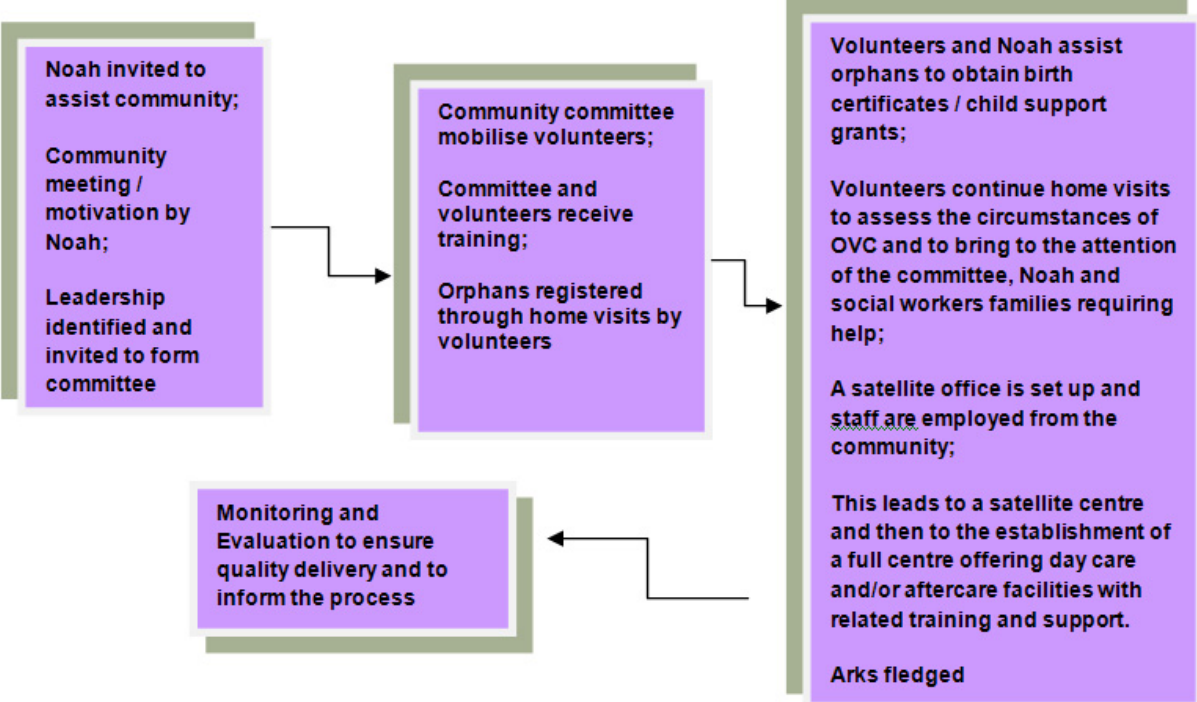 Noah invited to
assist community;
Community
meeting /
motivation by
Noah;
Leadership
identified and
invited to form
committee
Community committee
mobilise volunteers;
Committee and
volunteers receive
training;
Orphans registered
through home visits by
volunteers
Volunteers and Noah assist
orphans to obtain birth
certificates / child support
grants;
Volunteers continue home visits
to assess the circumstances of
OVC and to bring to the attention
of the committee, Noah and
social workers families requiring
help;
A satellite office is set up and
staff are employed from the
community;
This leads to a satellite centre
and then to the establishment of
a full centre offering day care
and/or aftercare facilities with
related training and support.
Arks fledged
Monitoring and
Evaluation to ensure
quality delivery and to
inform the process